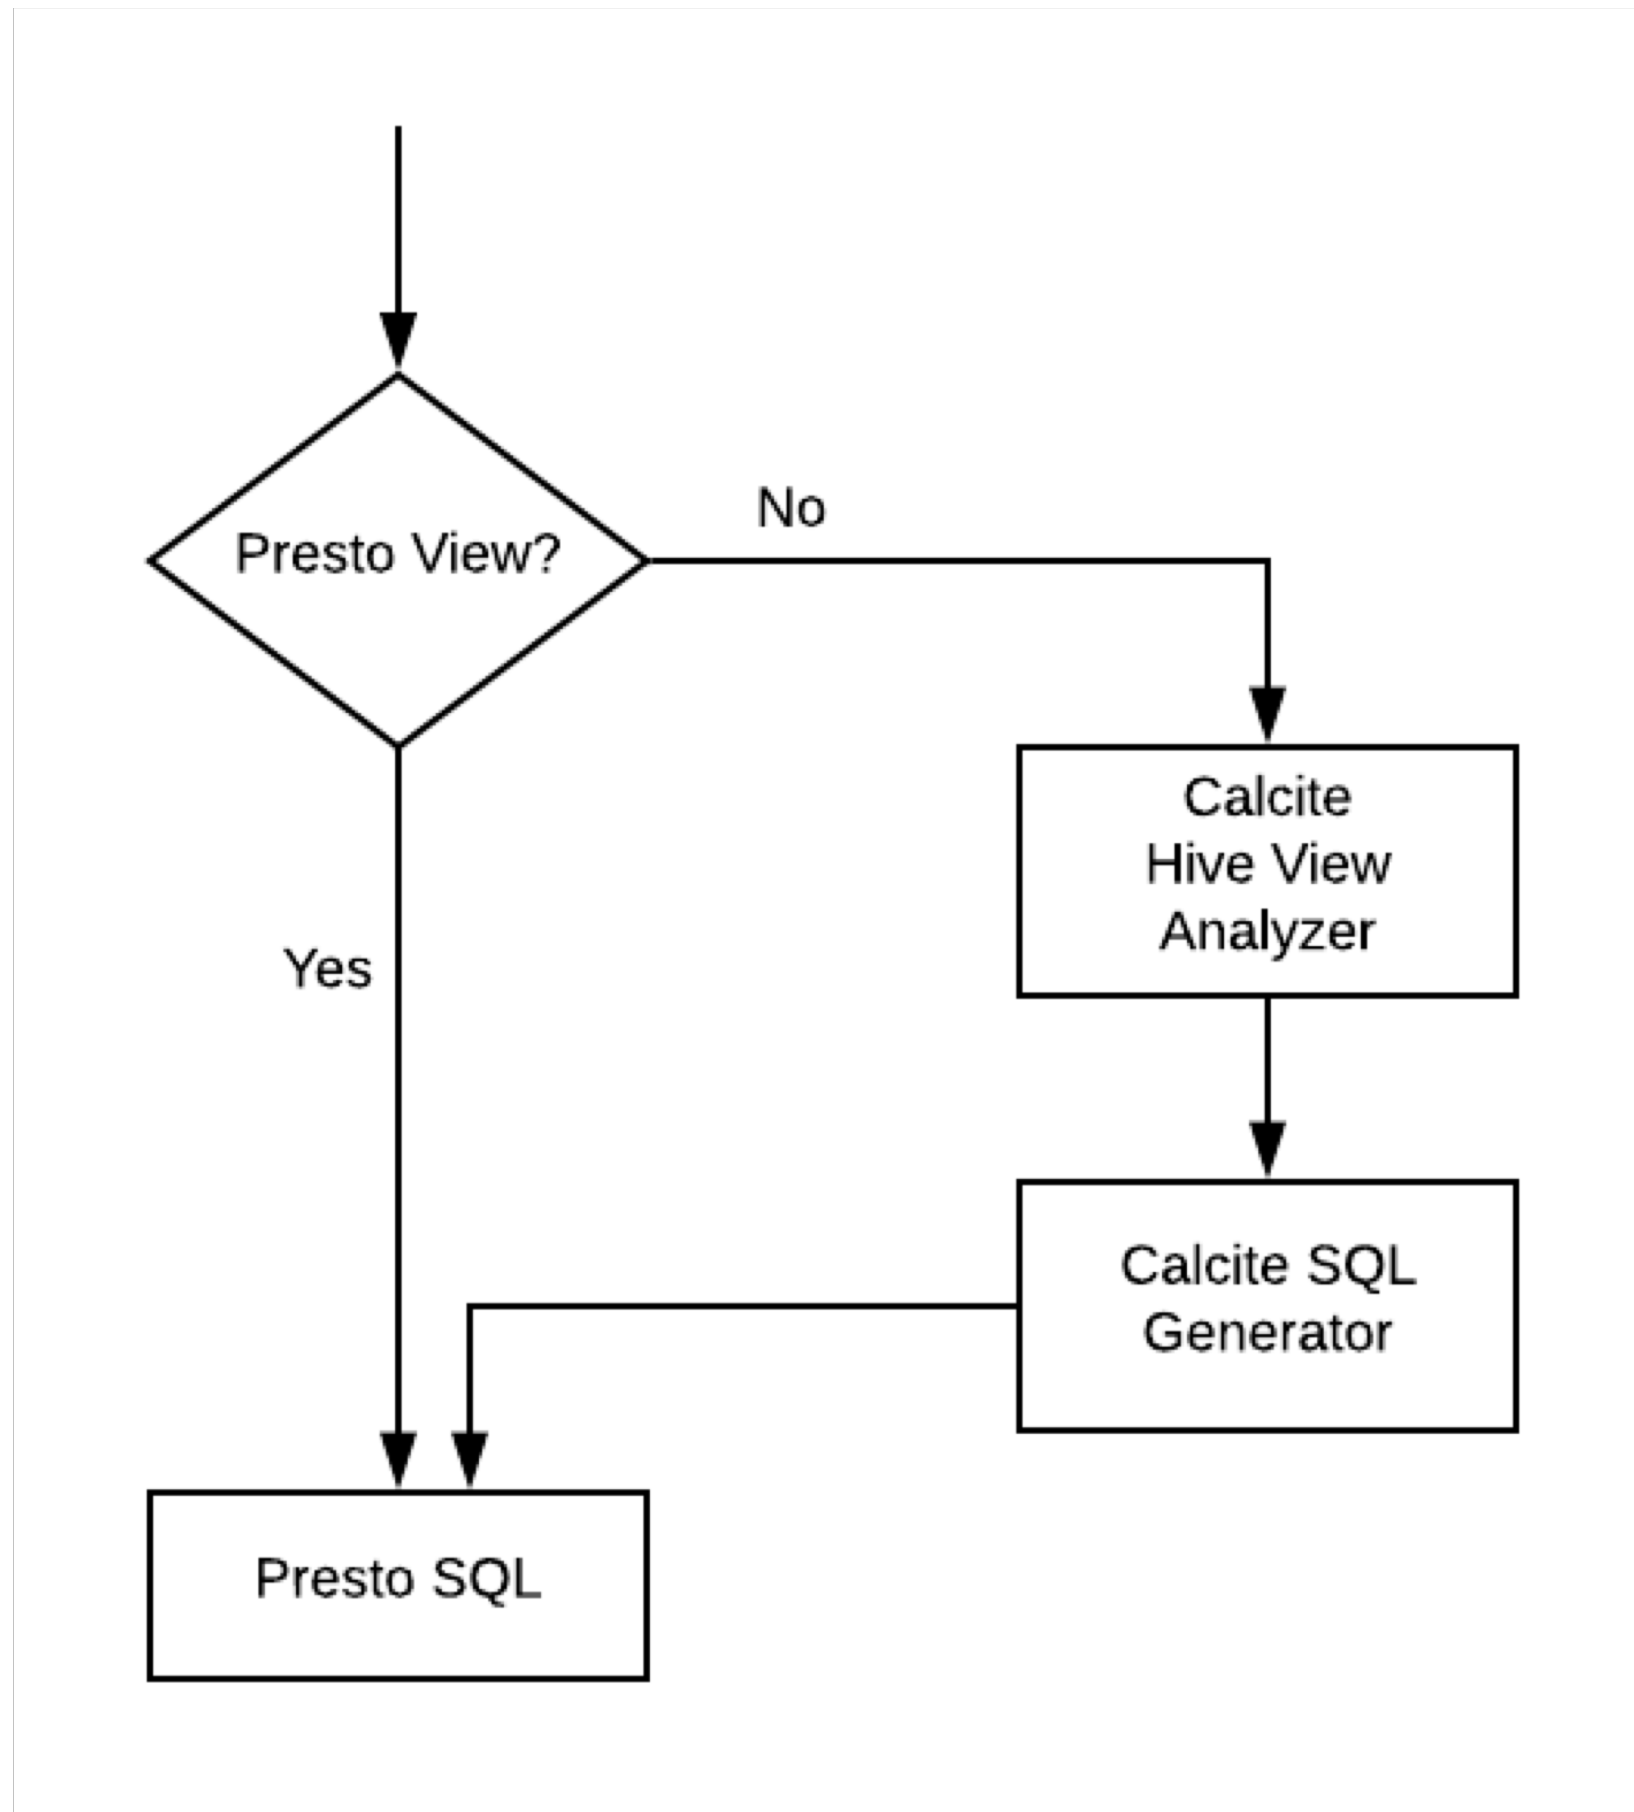 No
Presto View?
Calcite
Hive View
Analyzer
Yes
Calcite SQL
Generator
Presto SQL